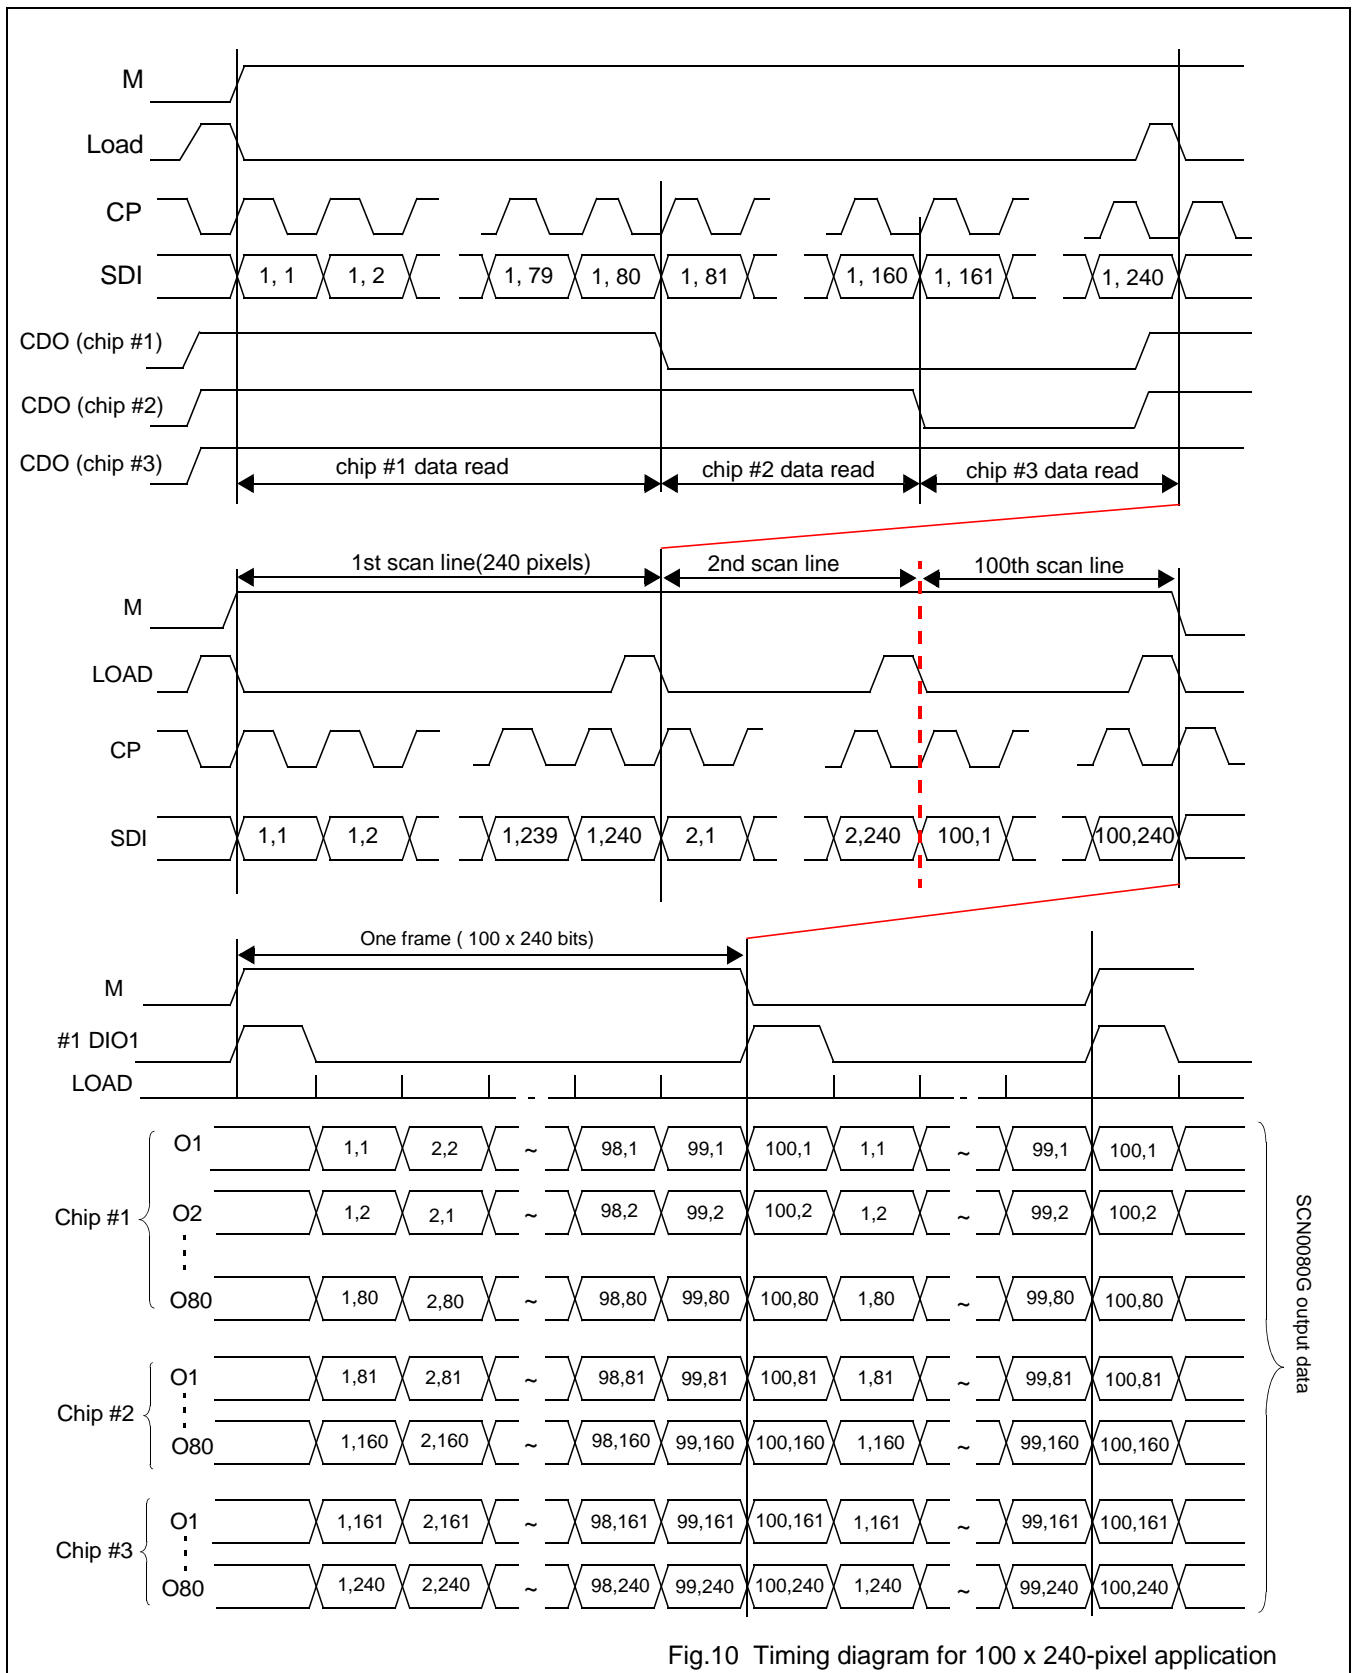 M
Load
CP
SDI 1, 1 1, 2 1, 79 1, 80 1, 81 1, 160 1, 161 1, 240
CDO (chip #1)
CDO (chip #2)
CDO (chip #3)
chip #1 data read chip #2 data read chip #3 data read
1st scan line(240 pixels) 2nd scan line 100th scan line
M
LOAD
CP
SDI 1,1 1,2 1,239 1,240 2,1 2,240 100,1 100,240
One frame ( 100 x 240 bits)
M
#1 DIO1
LOAD
O1 1,1 2,2 ~ 98,1 99,1 100,1 1,1 ~ 99,1 100,1
Chip #1
O2 1,2 2,1 ~ 98,2 99,2 100,2 1,2 ~ 99,2 100,2
O80 1,80 2,80 ~ 98,80 99,80 100,80 1,80 ~ 99,80 100,80
O1 1,81 2,81 ~ 98,81 99,81 100,81 1,81 ~ 99,81 100,81
Chip #2
O80 1,160 2,160 ~ 98,160 99,160 100,160 1,160 ~ 99,160 100,160
O1 1,161 2,161 ~ 98,161 99,161 100,161 1,161 ~ 99,161 100,161
Chip #3
O80 1,240 2,240 ~ 98,240 99,240 100,240 1,240 ~ 99,240 100,240
SCN0080G output data
Fig.10 Timing diagram for 100 x 240-pixel application